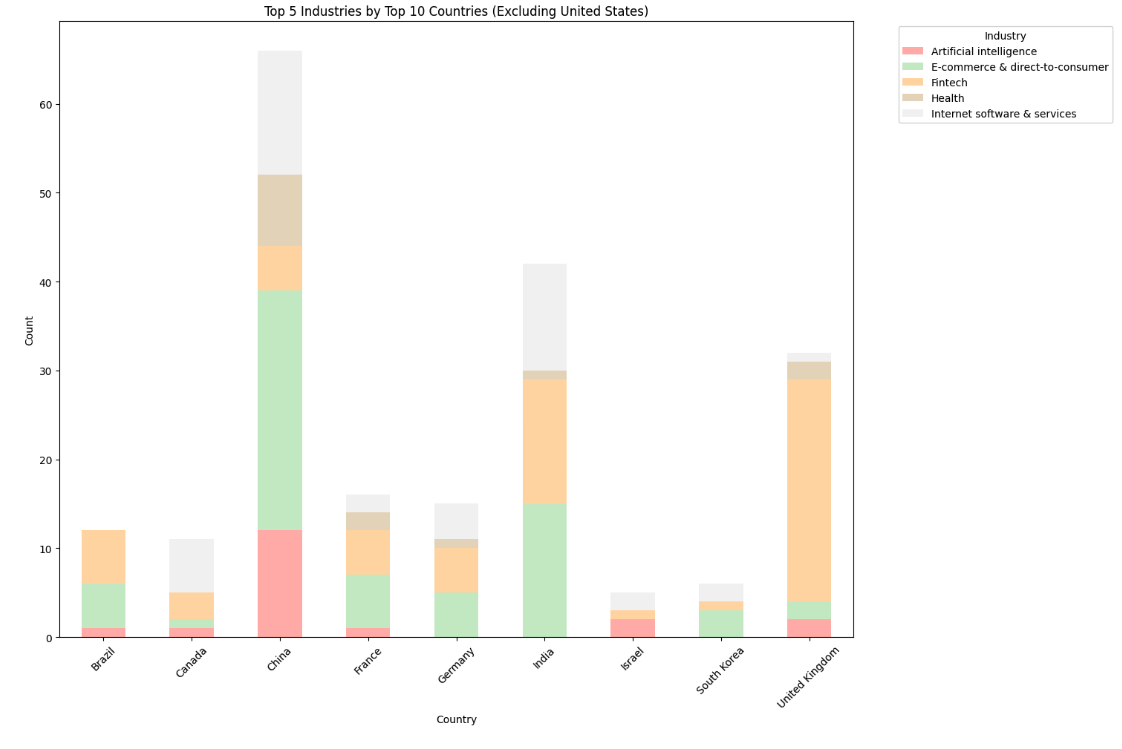 Top 5 Industries by Top 10 Countries (Excluding United States)
Industry
Artificial intelligence
E-commerce & direct-to-consumer
Fintech
Health
Internet software & services
Count
60
50
40
30
20
10
0
Brazil
Canada
China
France
Germany
India
Israel
South Korea
United Kingdom
Country